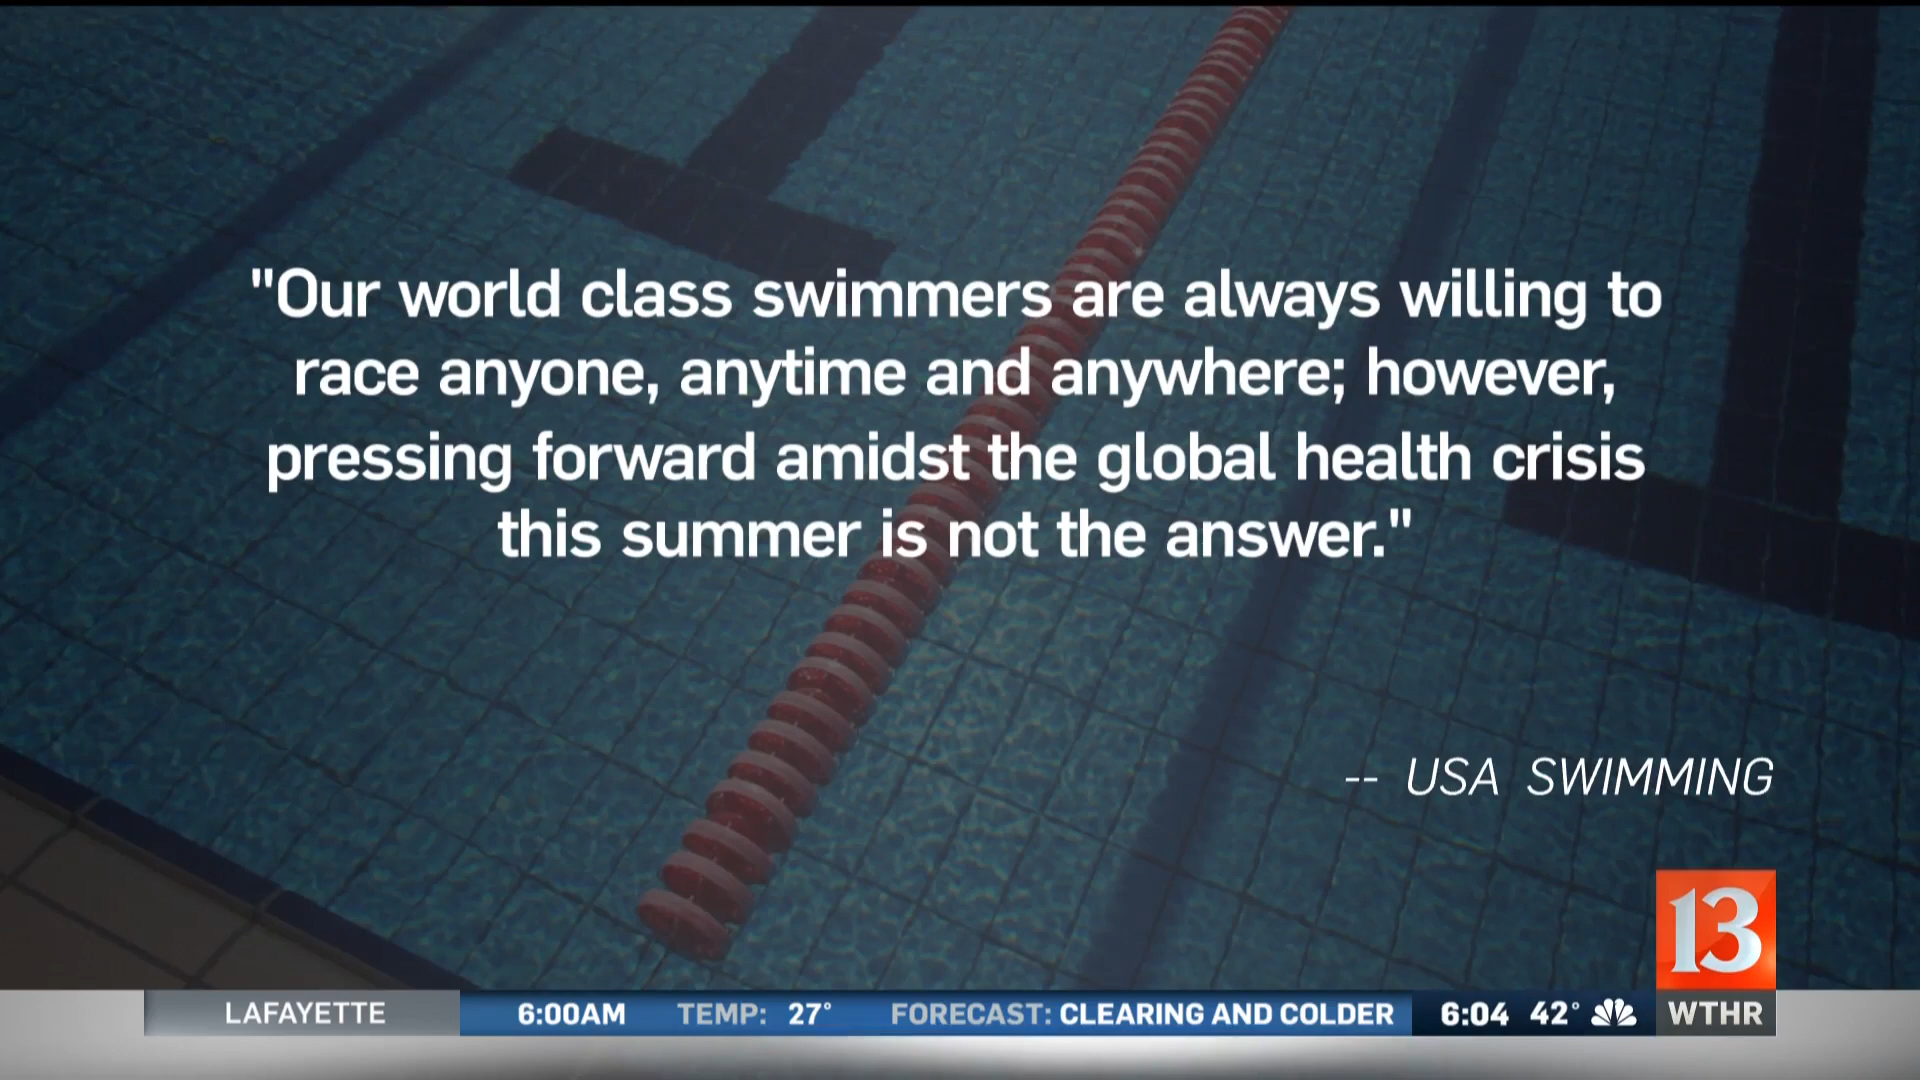 "Our world class swimmers are always willing to
race anyone, anytime and anywhere; however,
pressing forward amidst the global health crisis
this summer is not the answer."
-- USA SWIMMING
13
WTHR
LAFAYETTE 6:00AM TEMP: 27° FORECAST: CLEARING AND COLDER 6:04 42°